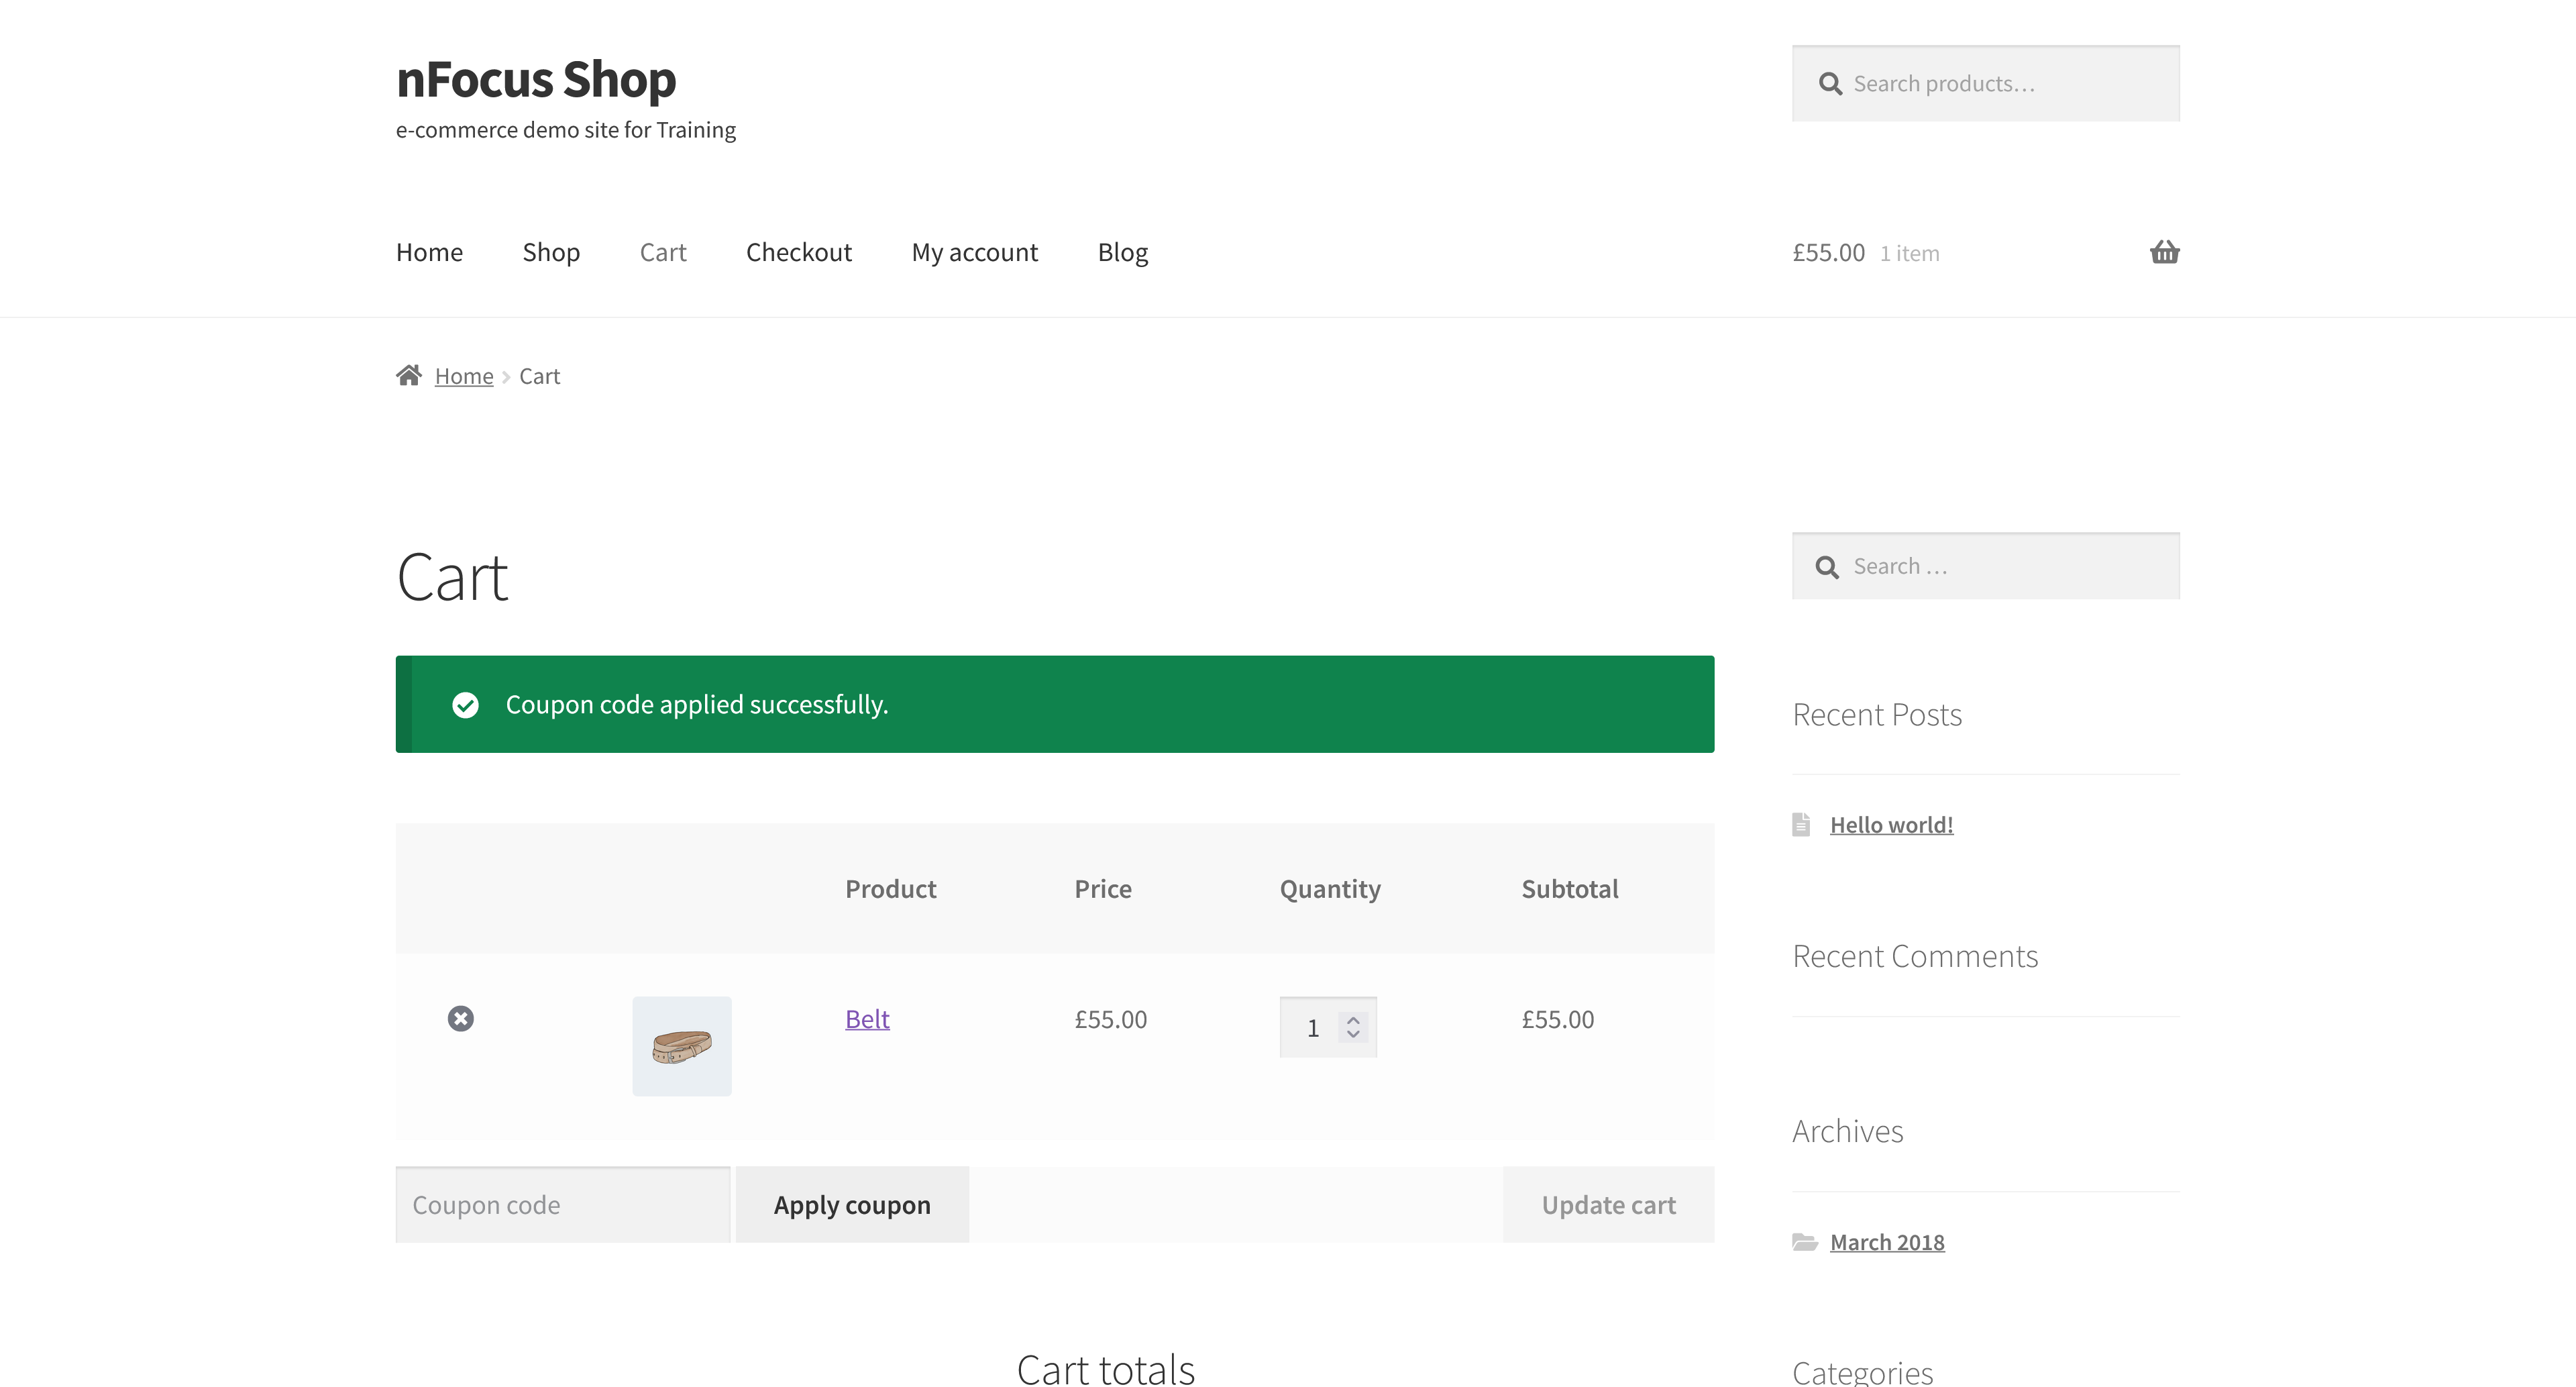 nFocus Shop
e-commerce demo site for Training
Search products…
Home Shop Cart Checkout My account Blog
£55.00 1 item
Home Cart
Cart
Coupon code applied successfully.
Product Price Quantity Subtotal
Belt £55.00 1 £55.00
Coupon code Apply coupon Update cart
Cart totals
Search …
Recent Posts
Hello world!
Recent Comments
Archives
March 2018
Categories